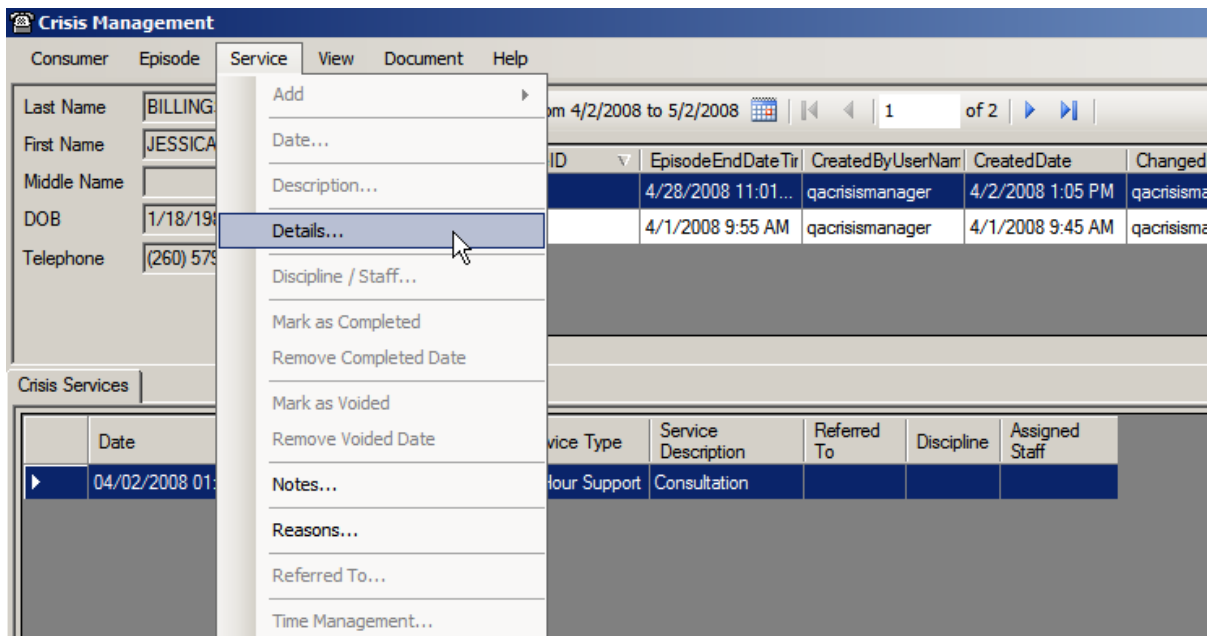 Crisis Management
Consumer Episode Service View Document Help
Last Name BILLING
First Name JESSICA
Middle Name
DOB 1/18/198
Telephone (260) 579
Add
Date...
Description...
Details...
Discipline / Staff...
Mark as Completed
Remove Completed Date
Mark as Voided
Remove Voided Date
Notes...
Reasons...
Referred To...
Time Management...
om 4/2/2008 to 5/2/2008 1 of 2
ID EpisodeEndDateTir CreatedByUserNam CreatedDate Changed
4/28/2008 11:01... qacrisismanager 4/2/2008 1:05 PM qacrisisma
4/1/2008 9:55 AM qacrisismanager 4/1/2008 9:45 AM qacrisisma
Crisis Services
Date vice Type Service Description Referred To Discipline Assigned Staff
04/02/2008 01: Hour Support Consultation